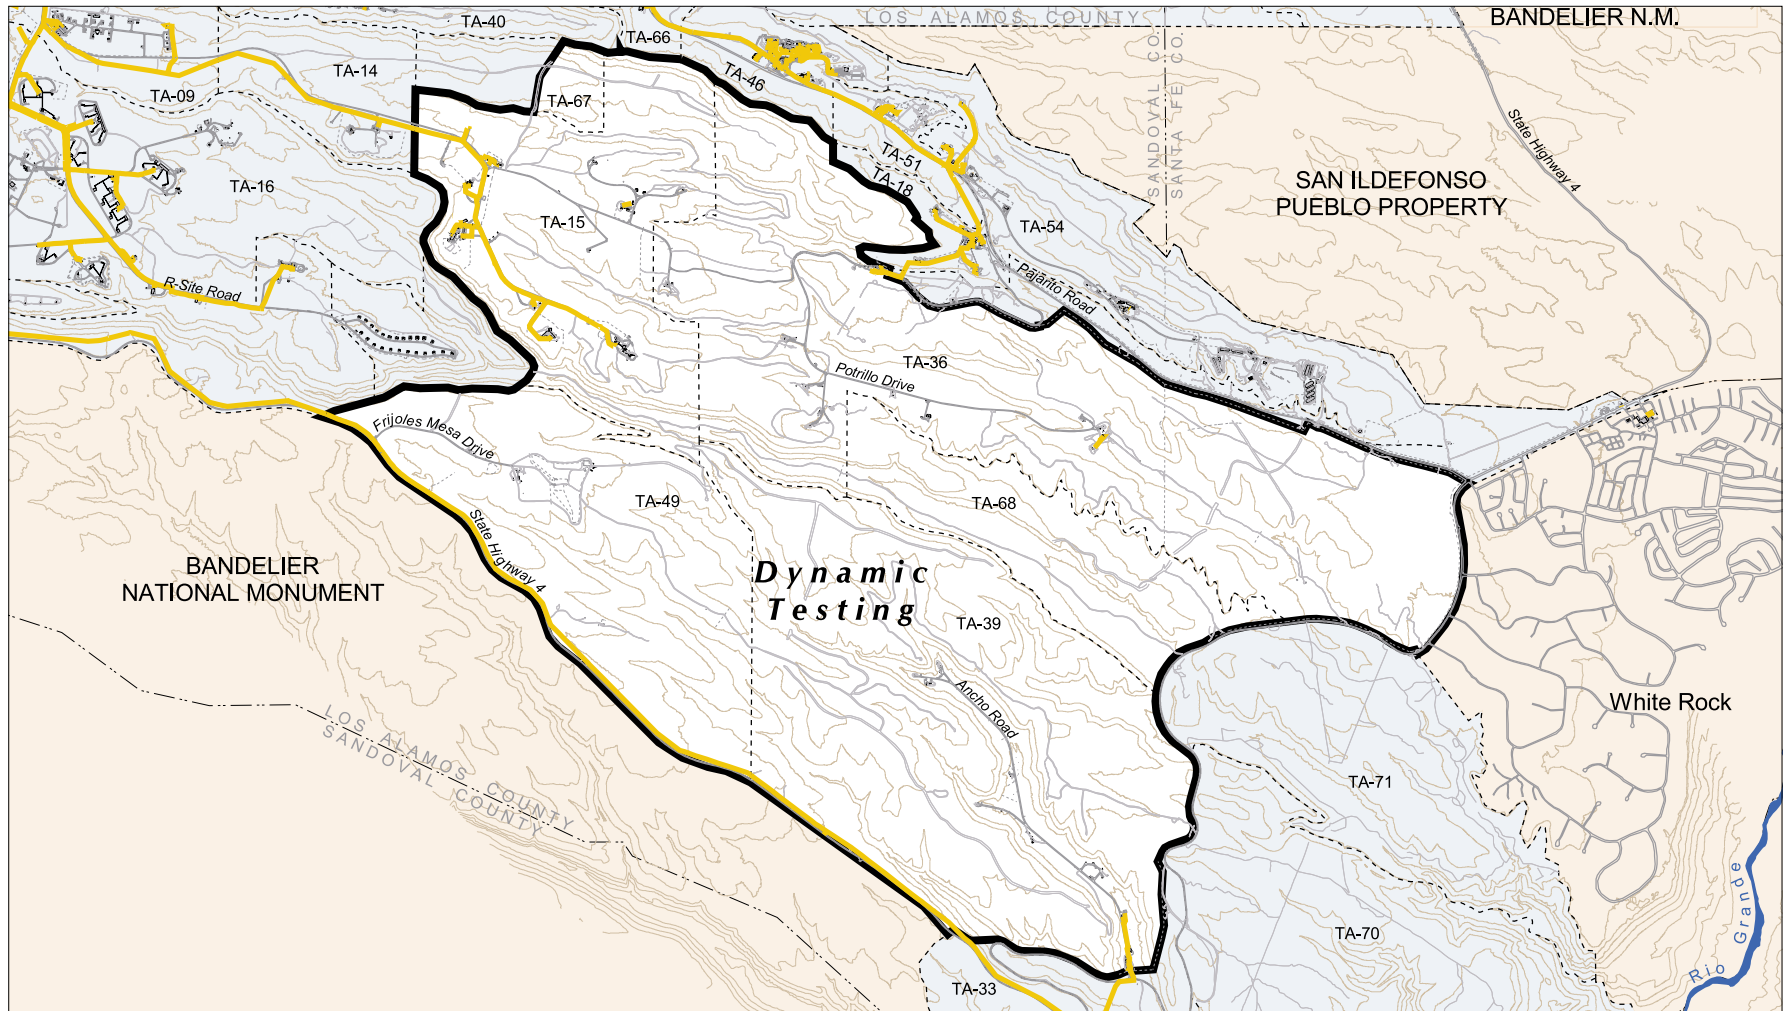 LOS ALAMOS COUNTY
BANDELIER N.M.
TA-40
TA-66
TA-14
TA-46
TA-09
TA-67
SANDOVAL CO.
SANTA FE CO.
State Highway 4
TA-51
TA-18
TA-16
SAN ILDEFONSO
PUEBLO PROPERTY
TA-15
TA-54
R-Site Road
Pajarito Road
TA-36
Potrillo Drive
Frijoles Mesa Drive
TA-49
TA-68
State Highway 4
BANDELIER
NATIONAL MONUMENT
Dynamic
Testing
TA-39
Ancho Road
White Rock
LOS ALAMOS COUNTY
SANDOVAL COUNTY
TA-71
TA-70
TA-33
Rio Grande